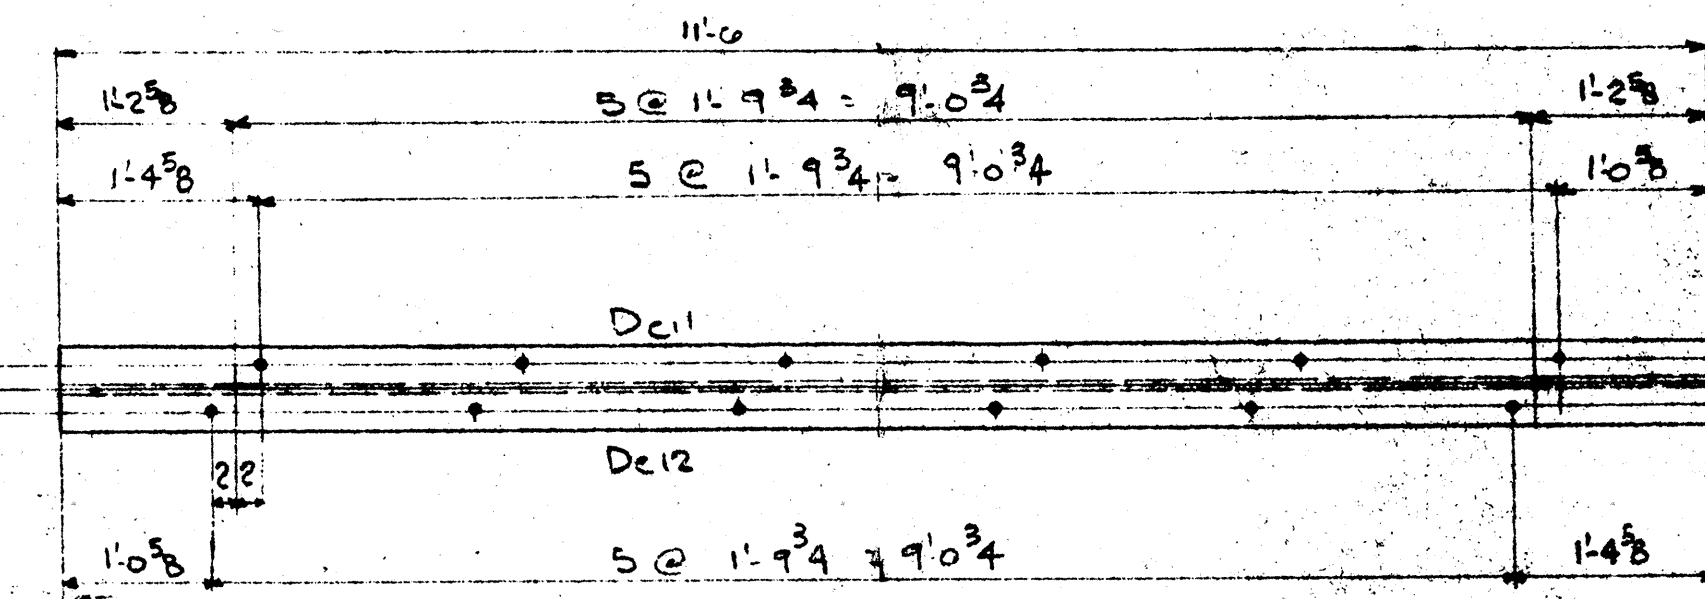 11'-6
1'-2 5/8 5 @ 1'- 9 3/4 = 9'-0 3/4 1'-2 5/8
1'-4 5/8 5 @ 1'- 9 3/4 = 9'-0 3/4 1'-0 5/8
Dc11
Dc12
2 2
1'-0 5/8 5 @ 1'-9 3/4 = 9'-0 3/4 1'-4 5/8